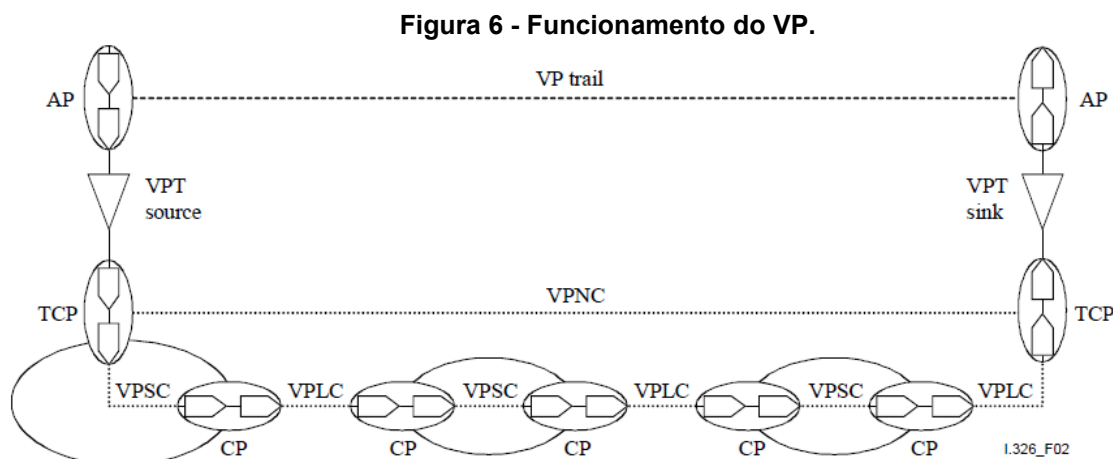 Figura 6 - Funcionamento do VP.
VP trail
AP
AP
VPT
source
VPT
sink
VPNC
TCP
TCP
VPSC
VPLC
VPSC
VPLC
VPSC
VPLC
CP
CP
CP
CP
CP
I.326_F02